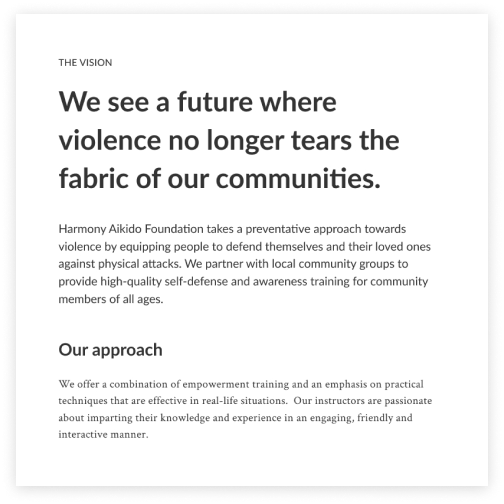 THE VISION
We see a future where
violence no longer tears the
fabric of our communities.
Harmony Aikido Foundation takes a preventative approach towards
violence by equipping people to defend themselves and their loved ones
against physical attacks. We partner with local community groups to
provide high-quality self-defense and awareness training for community
members of all ages.
Our approach
We offer a combination of empowerment training and an emphasis on practical
techniques that are effective in real-life situations.  Our instructors are passionate
about imparting their knowledge and experience in an engaging, friendly and
interactive manner.